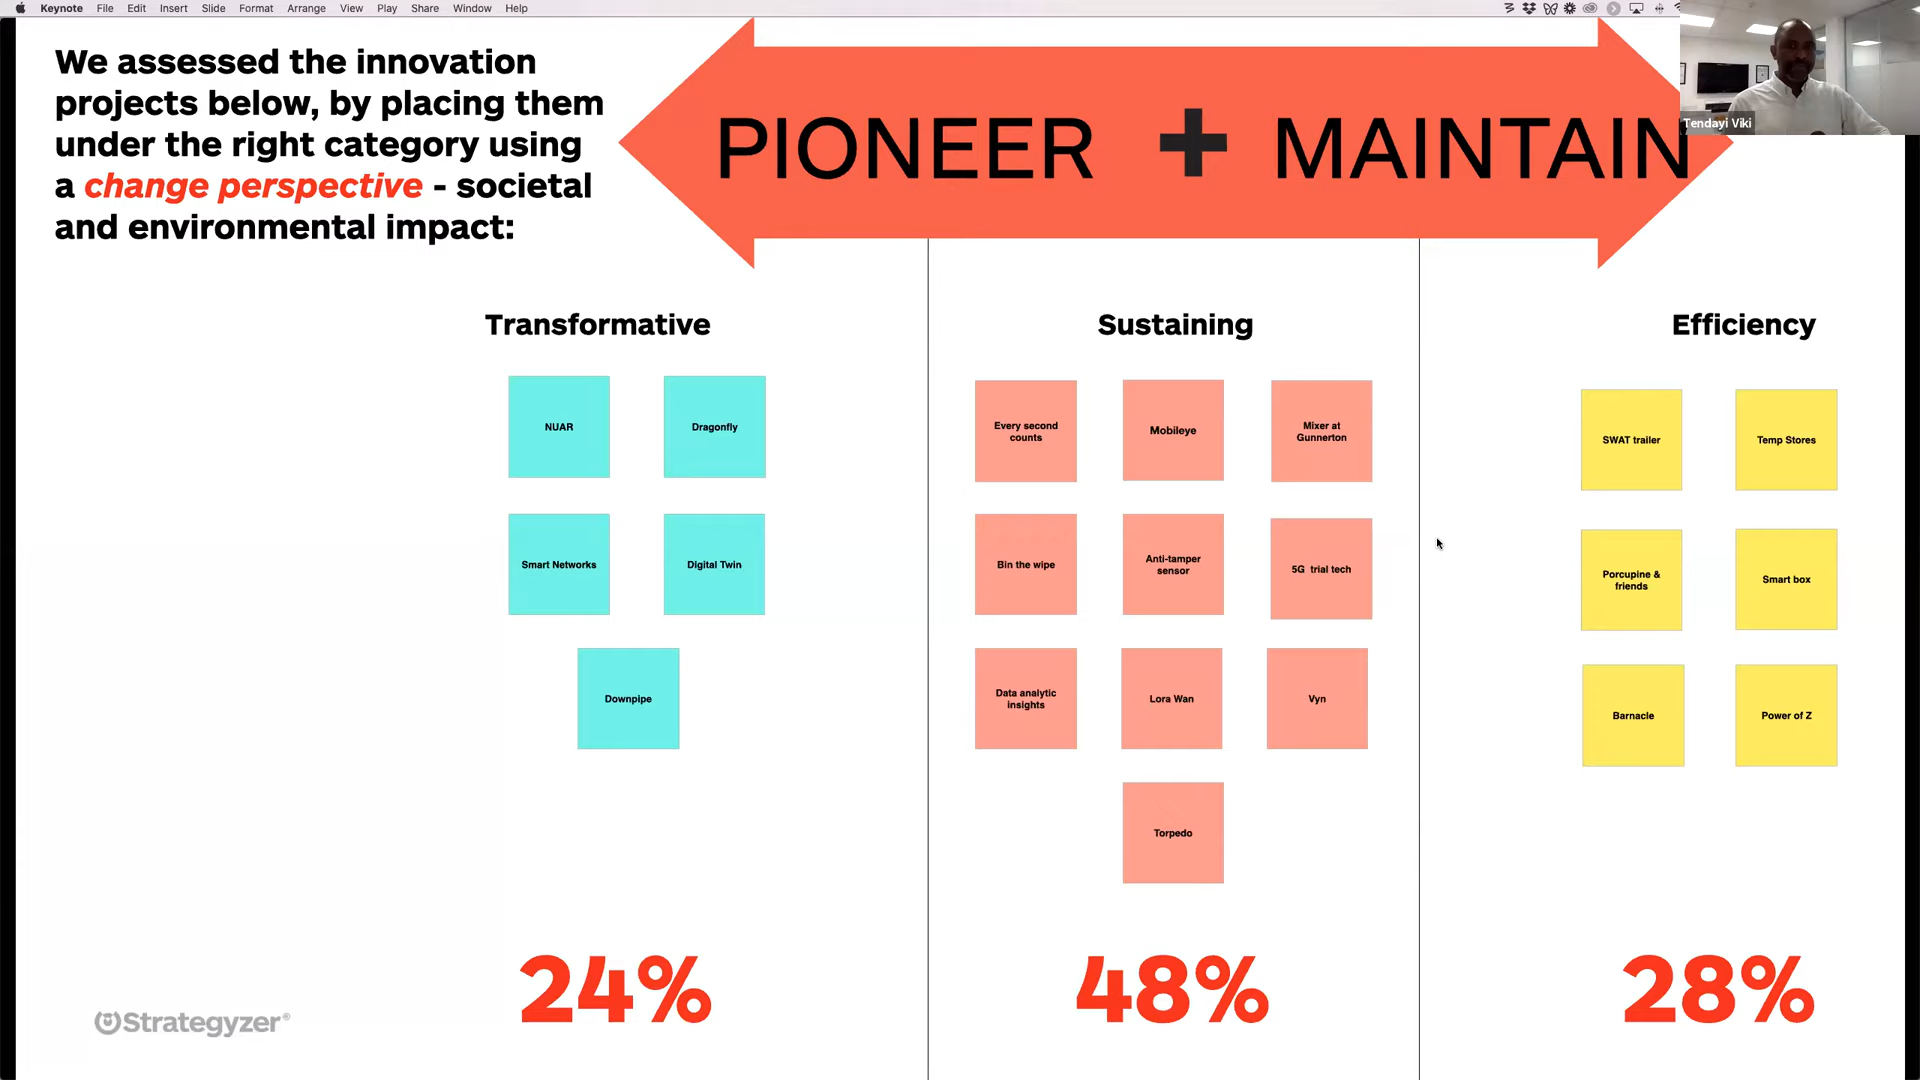 Keynote File Edit Insert Slide Format Arrange View Play Share Window Help
We assessed the innovation
projects below, by placing them
under the right category using
a change perspective - societal
and environmental impact:
PIONEER + MAINTAIN
Tendayi Viki
Transformative
NUAR
Dragonfly
Smart Networks
Digital Twin
Downpipe
24%
Sustaining
Every second
counts
Mobileye
Mixer at
Gunnerton
Bin the wipe
Anti-tamper
sensor
5G trial tech
Data analytic
insights
Lora Wan
Vyn
Torpedo
48%
Efficiency
SWAT trailer
Temp Stores
Porcupine &
friends
Smart box
Barnacle
Power of Z
28%
Strategyzer®